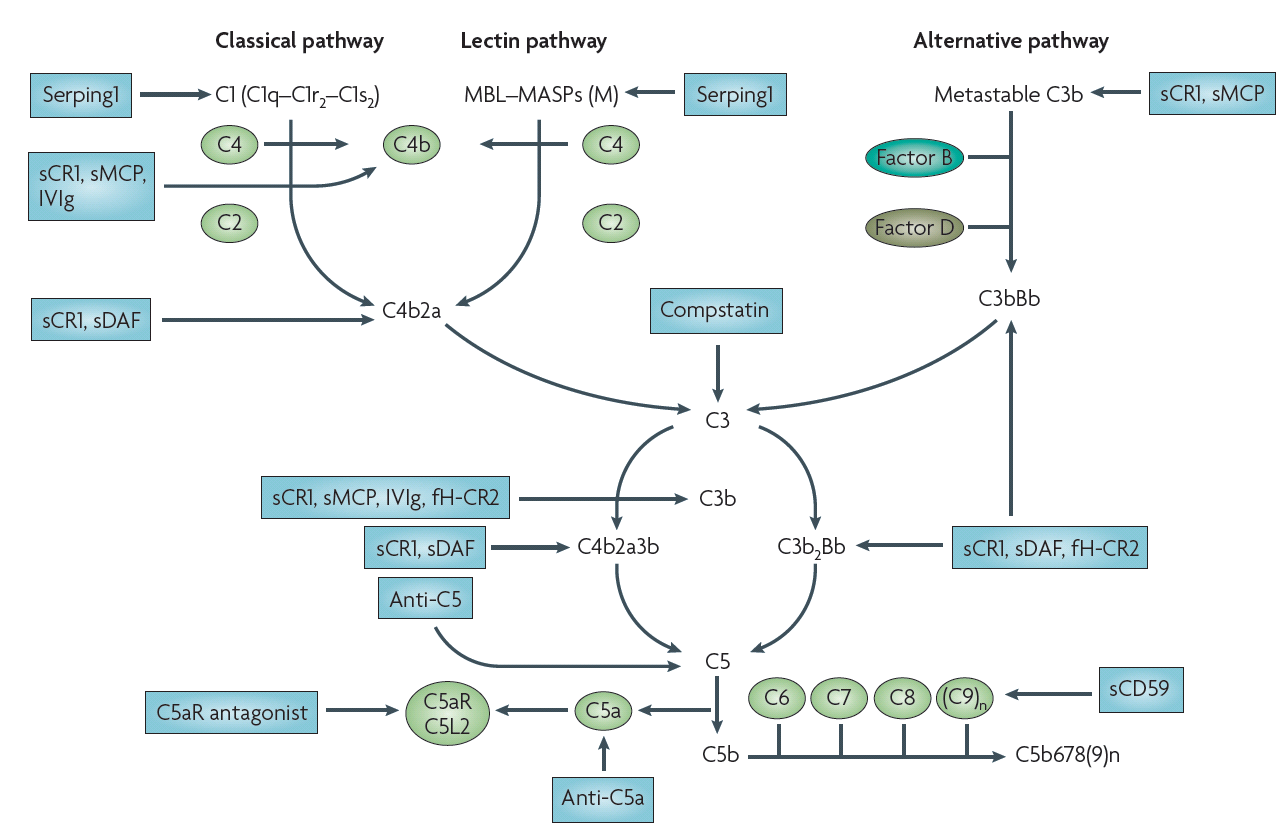 Classical pathway
Lectin pathway
Alternative pathway
Serping1
C1 (C1q–C1r2–C1s2)
MBL–MASPs (M)
Serping1
Metastable C3b
sCR1, sMCP
C4
C4b
C4
Factor B
sCR1, sMCP,
IVIg
C2
C2
Factor D
sCR1, sDAF
C4b2a
Compstatin
C3bBb
C3
sCR1, sMCP, IVIg, fH-CR2
C3b
sCR1, sDAF
C4b2a3b
C3b2Bb
sCR1, sDAF, fH-CR2
Anti-C5
C5
C5aR antagonist
C5aR
C5L2
C5a
C6
C7
C8
(C9)n
sCD59
C5b
C5b678(9)n
Anti-C5a